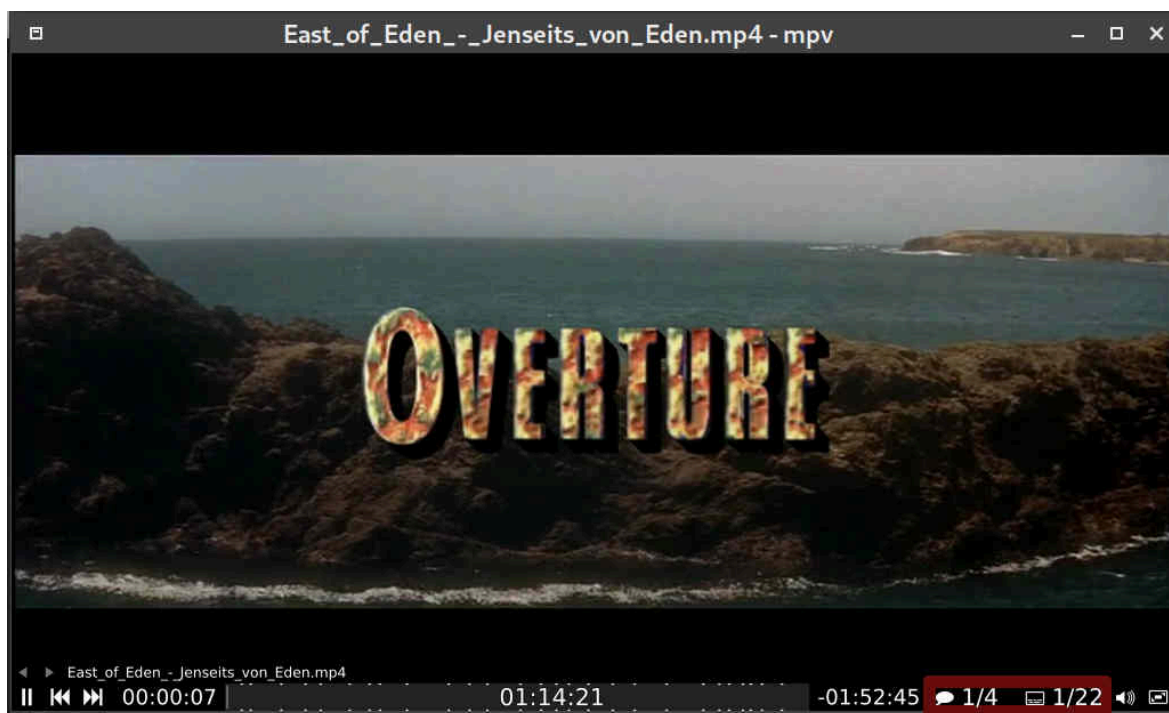 East_of_Eden_-_Jenseits_von_Eden.mp4 - mpv
OVERTURE
East_of_Eden_-_Jenseits_von_Eden.mp4
00:00:07 01:14:21 -01:52:45 1/4 1/22